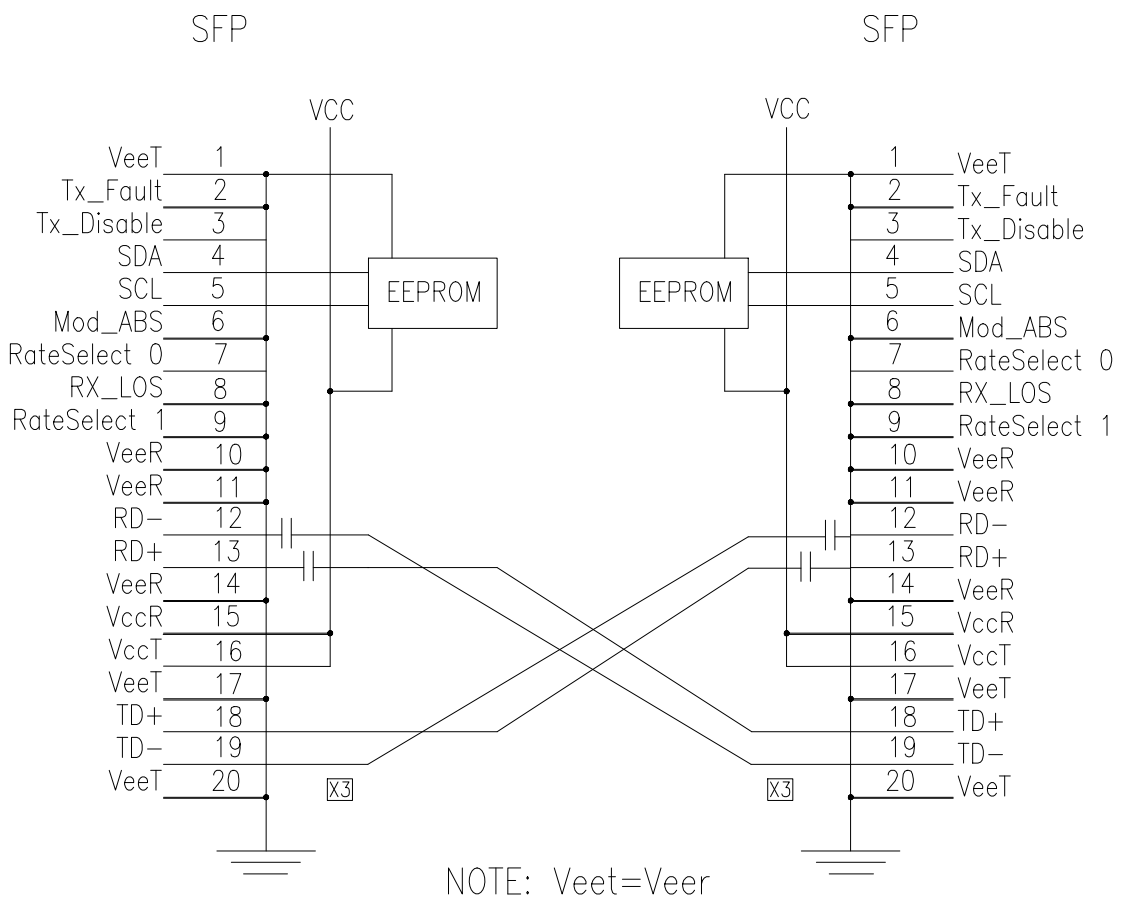 SFP
SFP
VCC
VCC
VeeT 1
Tx_Fault 2
Tx_Disable 3
SDA 4
SCL 5
Mod_ABS 6
RateSelect 0 7
RX_LOS 8
RateSelect 1 9
VeeR 10
VeeR 11
RD- 12
RD+ 13
VeeR 14
VccR 15
VccT 16
VeeT 17
TD+ 18
TD- 19
VeeT 20
EEPROM
EEPROM
1 VeeT
2 Tx_Fault
3 Tx_Disable
4 SDA
5 SCL
6 Mod_ABS
7 RateSelect 0
8 RX_LOS
9 RateSelect 1
10 VeeR
11 VeeR
12 RD-
13 RD+
14 VeeR
15 VccR
16 VccT
17 VeeT
18 TD+
19 TD-
20 VeeT
X3
X3
NOTE: Veet=Veer